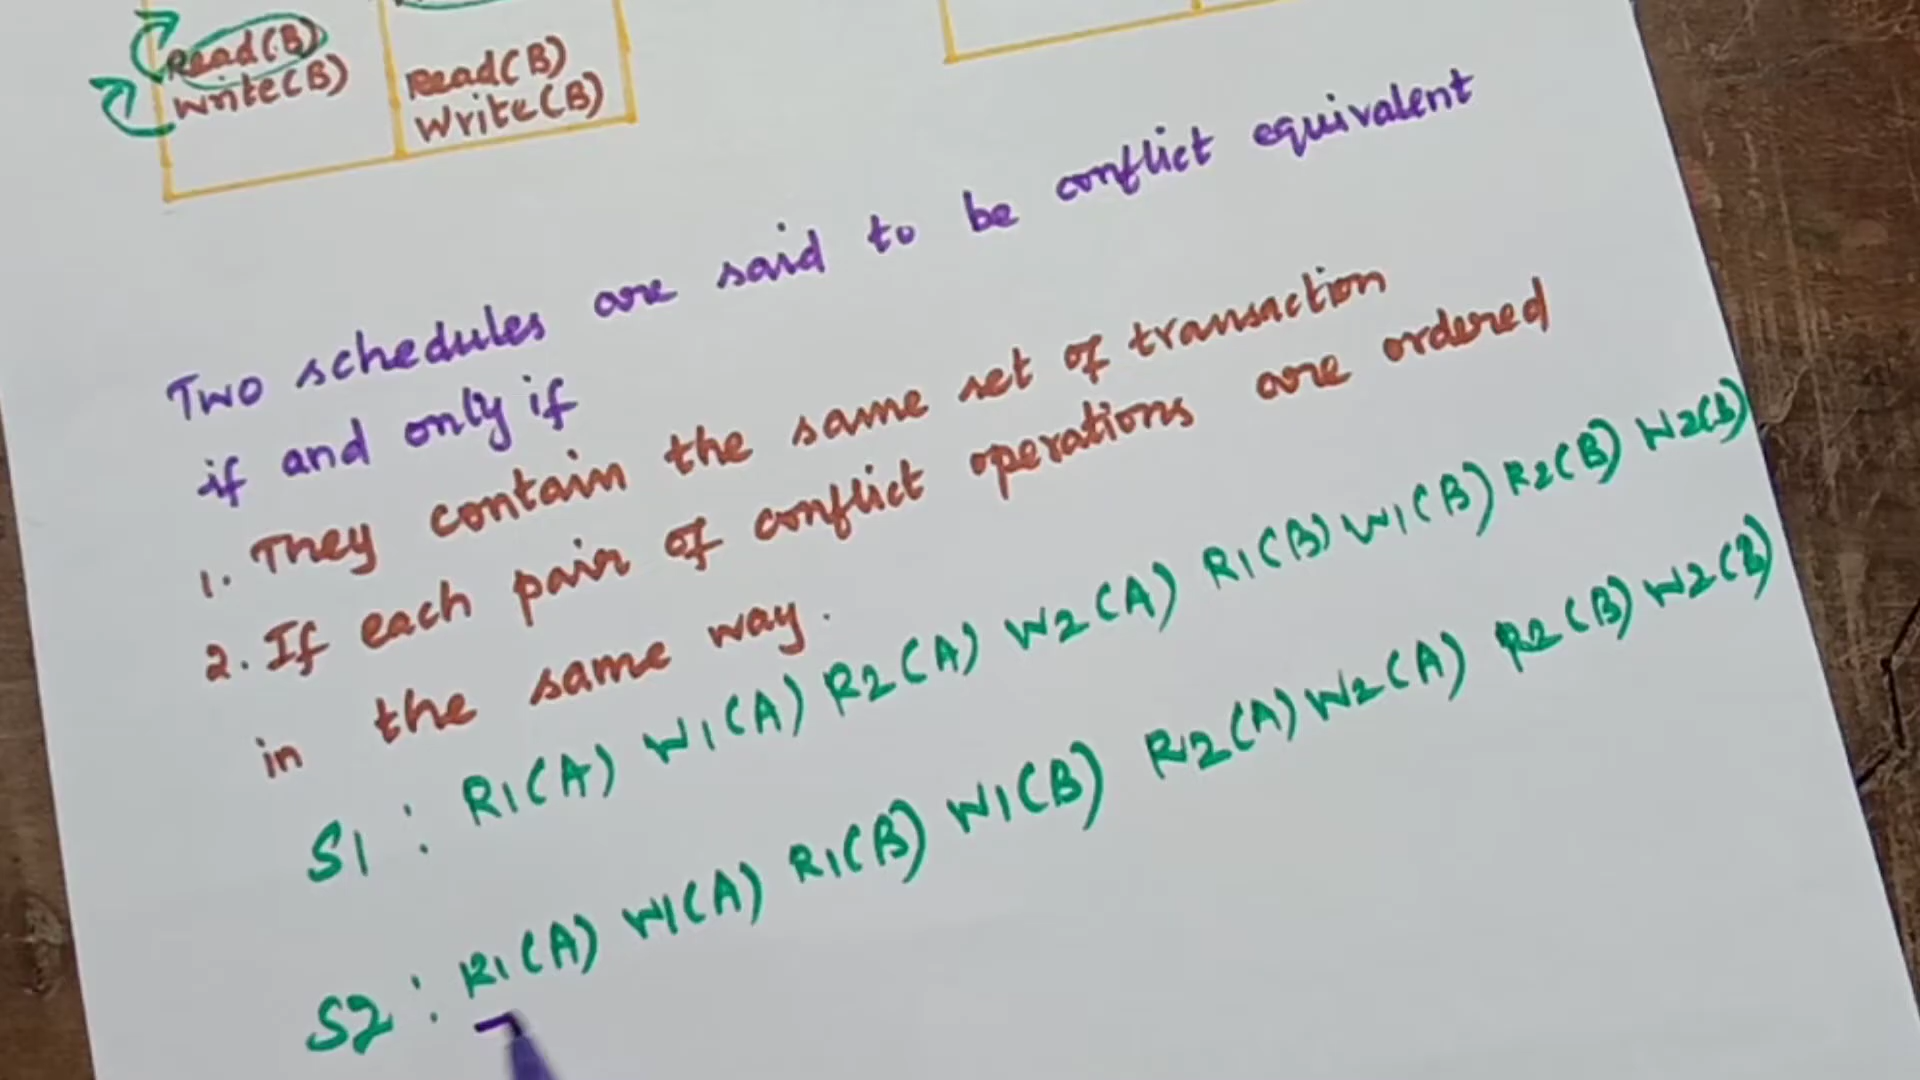 Read(B)
Write(B)
Read(B)
Write(B)
Two schedules are said to be conflict equivalent
if and only if
1. They contain the same set of transaction
2. If each pair of conflict operations are ordered
in the same way.
S1 : R1(A) W1(A) R2(A) W2(A) R1(B) W1(B) R2(B) W2(B)
S2 : R1(A) W1(A) R1(B) W1(B) R2(A) W2(A) R2(B) W2(B)